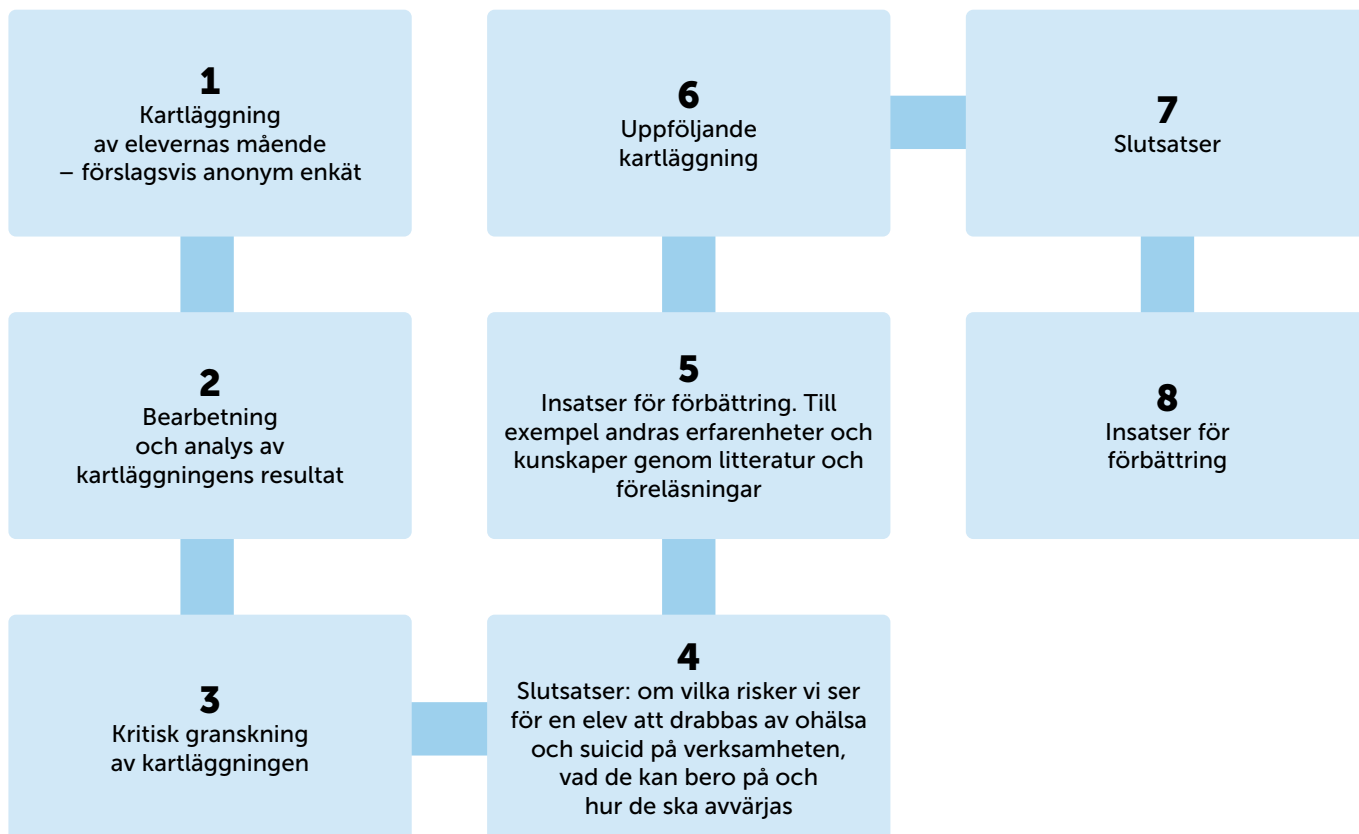 1
Kartläggning
av elevernas mående
– förslagsvis anonym enkät
2
Bearbetning
och analys av
kartläggningens resultat
3
Kritisk granskning
av kartläggningen
4
Slutsatser: om vilka risker vi ser
för en elev att drabbas av ohälsa
och suicid på verksamheten,
vad de kan bero på och
hur de ska avvärjas
5
Insatser för förbättring. Till
exempel andras erfarenheter och
kunskaper genom litteratur och
föreläsningar
6
Uppföljande
kartläggning
7
Slutsatser
8
Insatser för
förbättring